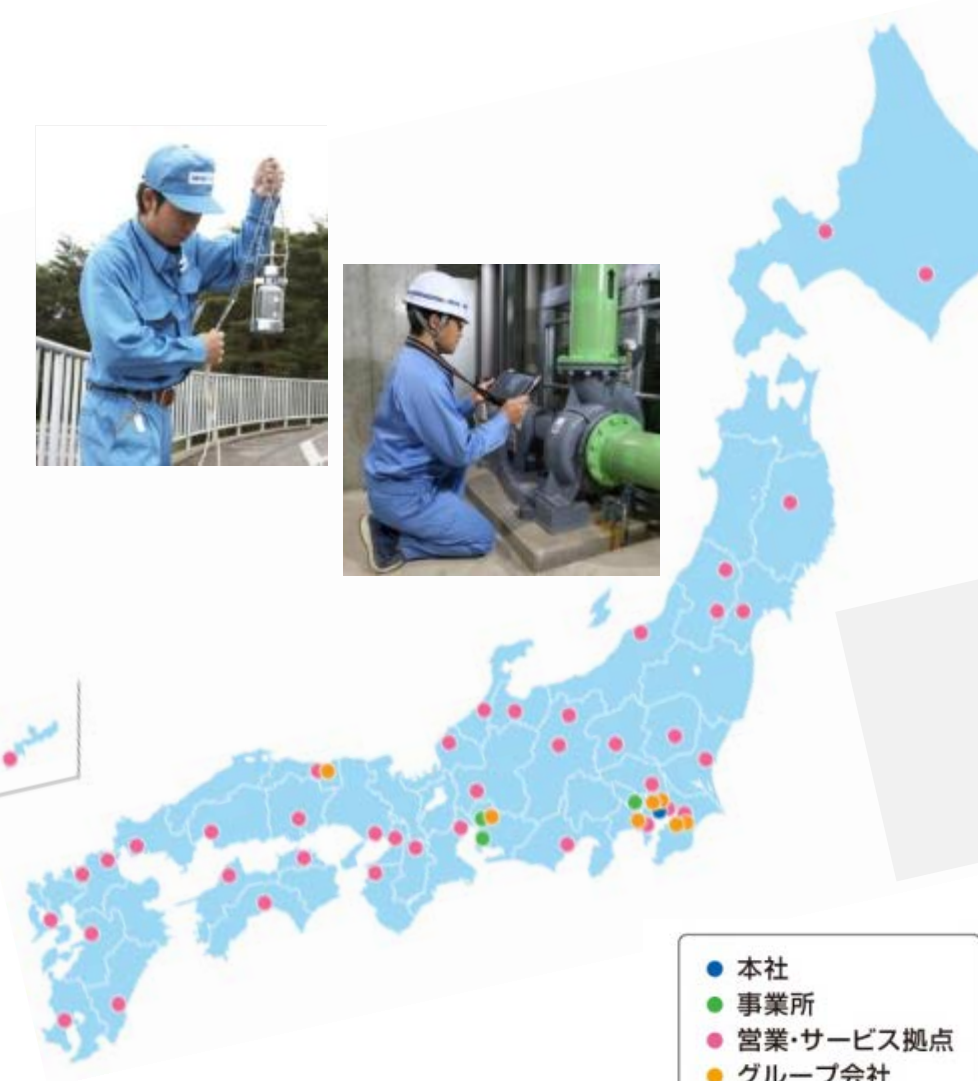 本社
事業所
営業・サービス拠点
グループ会社